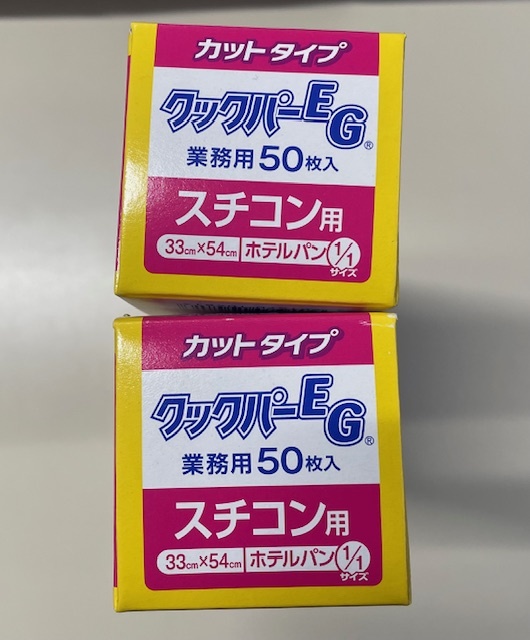 カットタイプ
クックパーEG®
業務用50枚入
スチコン用
33cm×54cm ホテルパン 1/1 サイズ
カットタイプ
クックパーEG®
業務用50枚入
スチコン用
33cm×54cm ホテルパン 1/1 サイズ